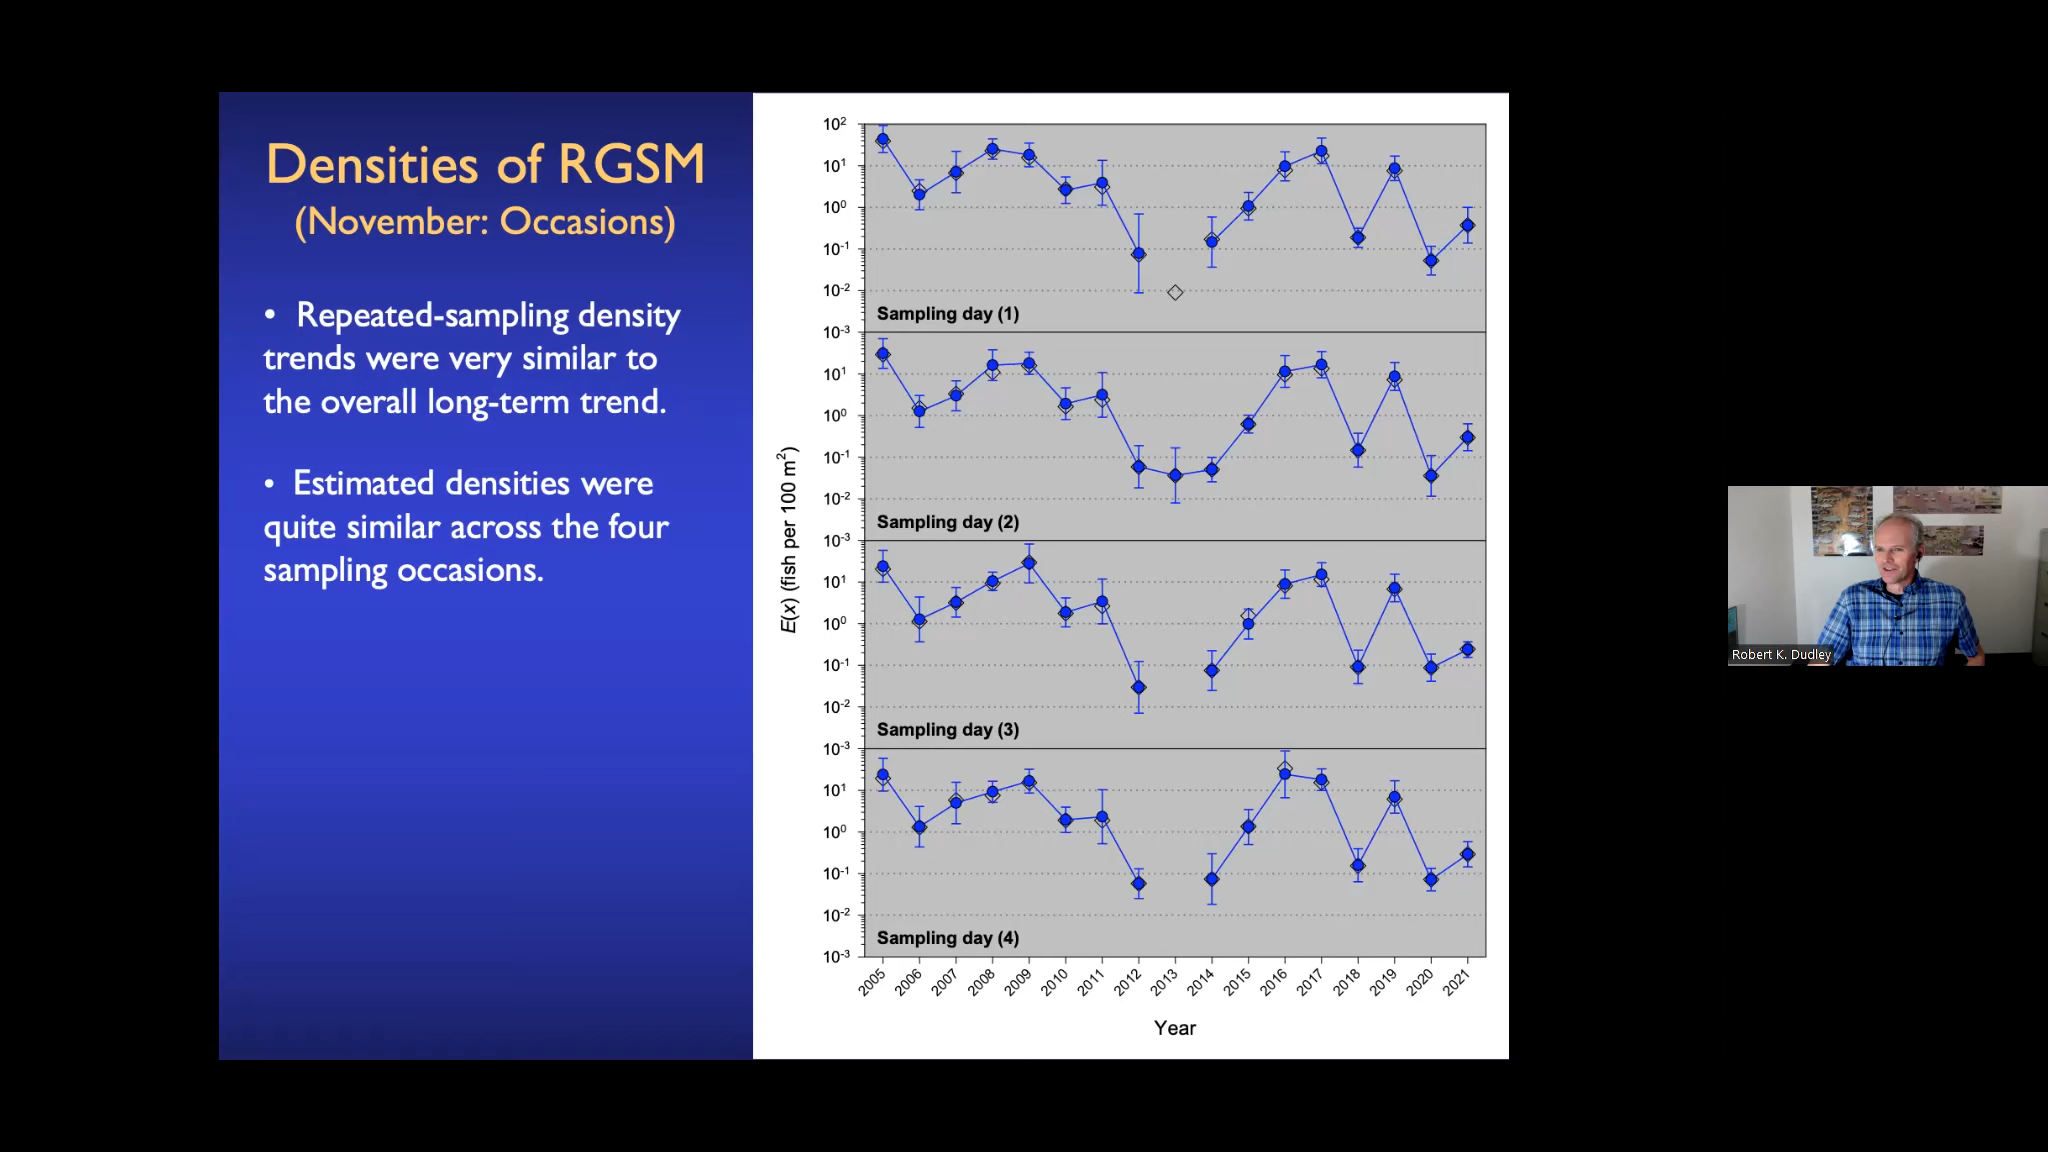 Densities of RGSM
(November: Occasions)
• Repeated-sampling density
trends were very similar to
the overall long-term trend.
• Estimated densities were
quite similar across the four
sampling occasions.
E(x) (fish per 100 m²)
10²
10¹
10⁰
10⁻¹
10⁻²
10⁻³
Sampling day (1)
10¹
10⁰
10⁻¹
10⁻²
10⁻³
Sampling day (2)
10¹
10⁰
10⁻¹
10⁻²
10⁻³
Sampling day (3)
10¹
10⁰
10⁻¹
10⁻²
10⁻³
Sampling day (4)
2005 2006 2007 2008 2009 2010 2011 2012 2013 2014 2015 2016 2017 2018 2019 2020 2021
Year
Robert K. Dudley